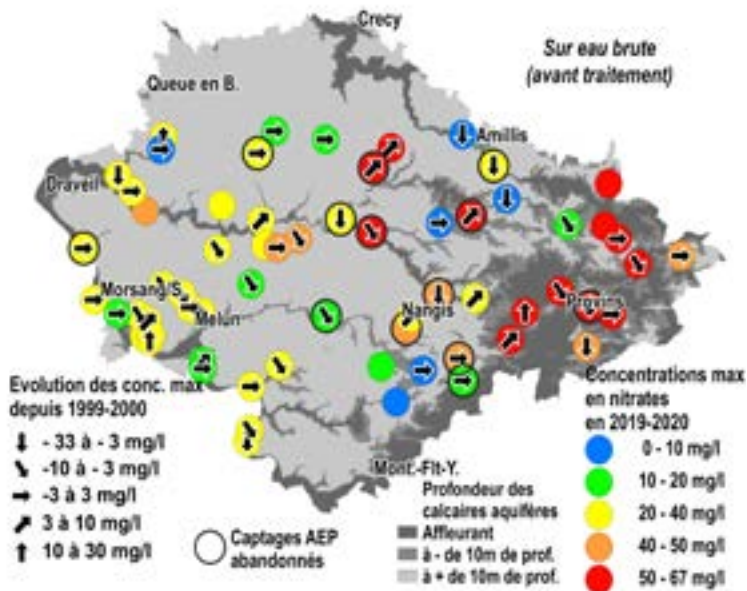 Crecy
Sur eau brute
(avant traitement)
Queue en B.
Amillis
Draveil
Morsang/S.
Melun
Nangis
Provins
Mont.-Flt-Y.
Evolution des conc. max
depuis 1999-2000
- 33 à - 3 mg/l
-10 à - 3 mg/l
-3 à 3 mg/l
3 à 10 mg/l
10 à 30 mg/l
Captages AEP
abandonnés
Profondeur des
calcaires aquifères
Affleurant
à - de 10m de prof.
à + de 10m de prof.
Concentrations max
en nitrates
en 2019-2020
0 - 10 mg/l
10 - 20 mg/l
20 - 40 mg/l
40 - 50 mg/l
50 - 67 mg/l